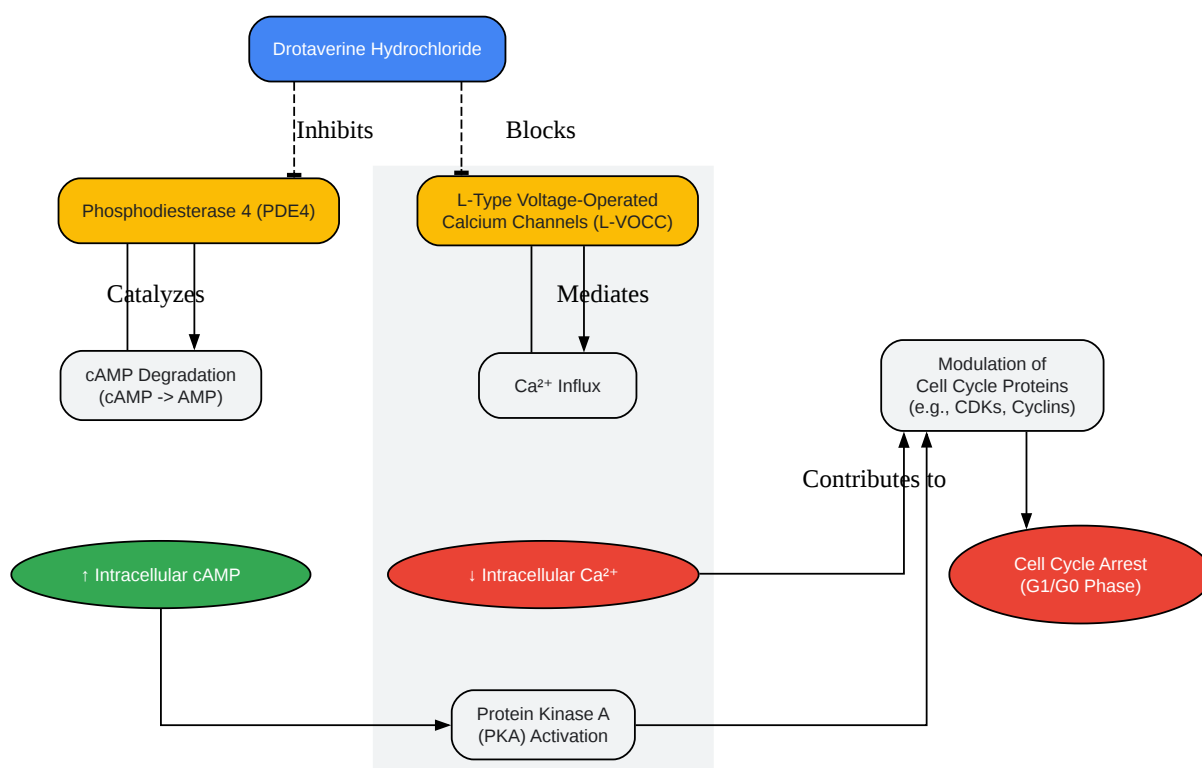 Drotaverine Hydrochloride
Inhibits
Blocks
Phosphodiesterase 4 (PDE4)
L-Type Voltage-Operated
Calcium Channels (L-VOCC)
Catalyzes
Mediates
cAMP Degradation
(cAMP -> AMP)
Ca²⁺ Influx
Modulation of
Cell Cycle Proteins
(e.g., CDKs, Cyclins)
Contributes to
↑ Intracellular cAMP
↓ Intracellular Ca²⁺
Cell Cycle Arrest
(G1/G0 Phase)
Protein Kinase A
(PKA) Activation